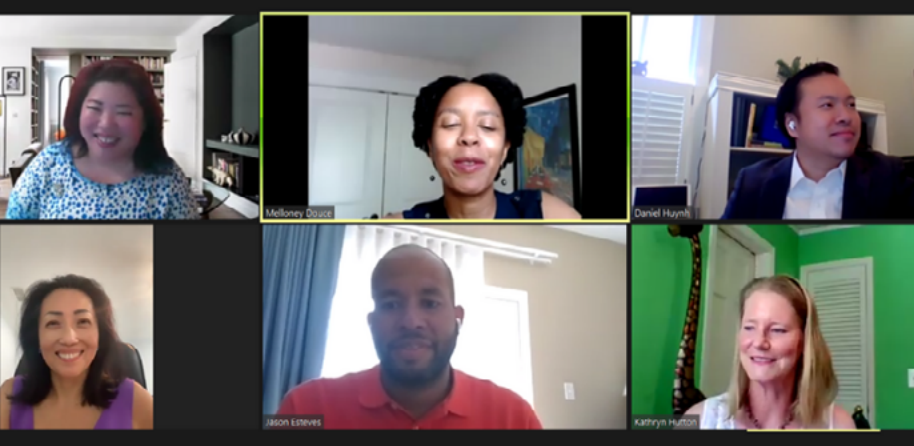 Melloney Douce
Daniel Huynh
Jason Esteves
Kathryn Hutton